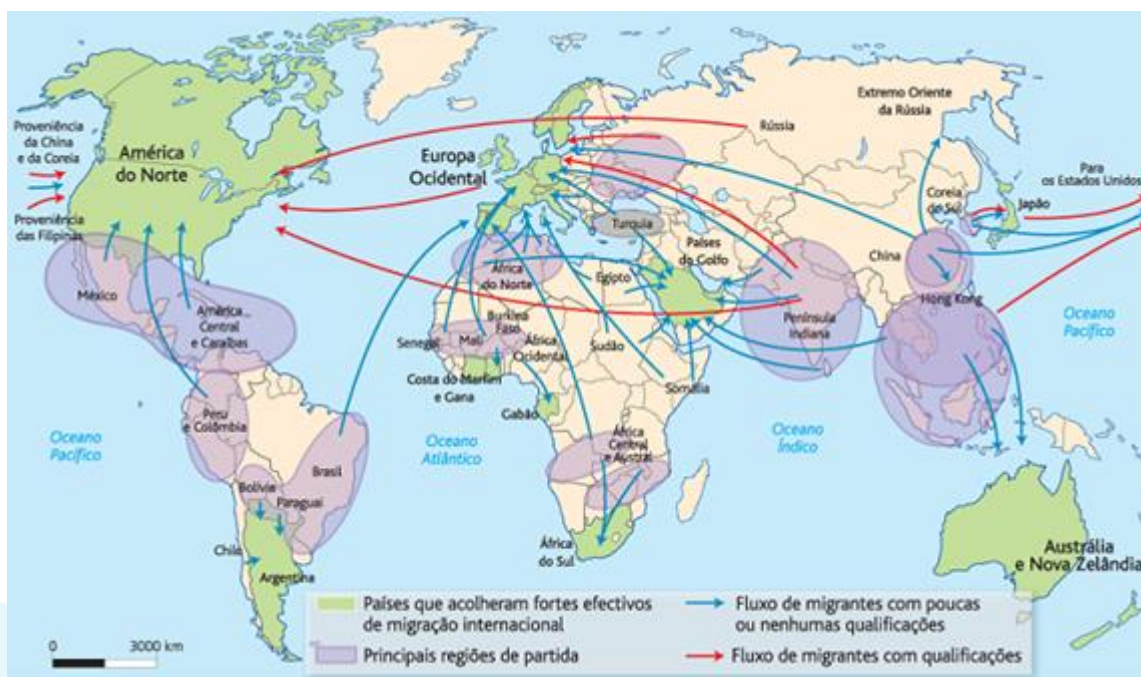 Proveniência
da China
e da Coreia
Proveniência
das Filipinas
América
do Norte
Europa
Ocidental
Rússia
Extremo Oriente
da Rússia
Para
os Estados Unidos
Coreia
do Sul
Japão
China
Hong Kong
Turquia
Países
do Golfo
Península
Indiana
África
do Norte
Egipto
Burkina
Faso
Senegal
Mali
África
Ocidental
Sudão
Somália
Costa do Marfim
e Gana
Gabão
África
Central
e Austral
África
do Sul
México
América
Central
e Caraíbas
Peru
e Colômbia
Brasil
Bolívia
Paraguai
Chile
Argentina
Oceano
Pacífico
Oceano
Atlântico
Oceano
Índico
Oceano
Pacífico
Austrália
e Nova Zelândia
0 3000 km
Países que acolheram fortes efectivos
de migração internacional
Principais regiões de partida
Fluxo de migrantes com poucas
ou nenhumas qualificações
Fluxo de migrantes com qualificações